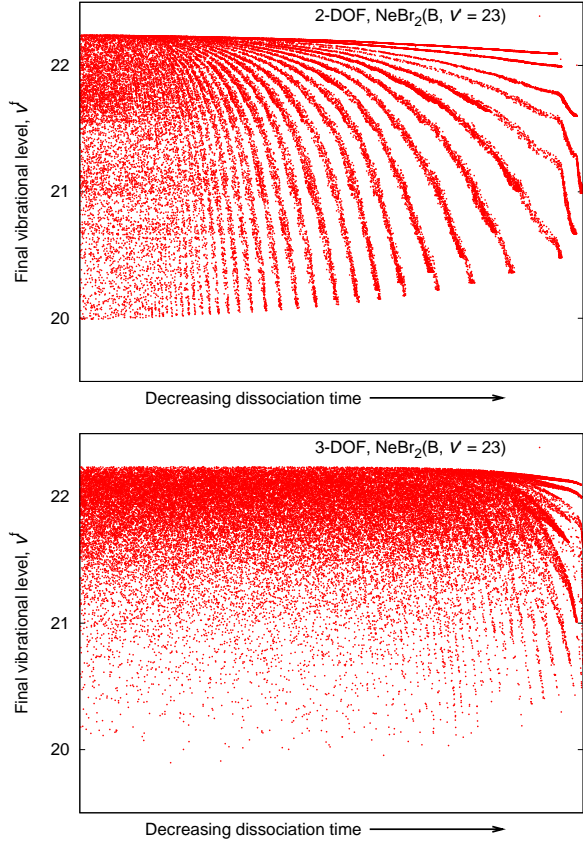 2-DOF, NeBr₂(B, v' = 23)
22
21
20
Final vibrational level, vᶠ
Decreasing dissociation time
3-DOF, NeBr₂(B, v' = 23)
22
21
20
Final vibrational level, vᶠ
Decreasing dissociation time